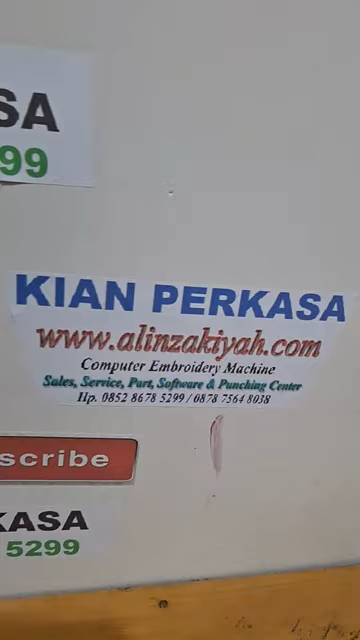 SA
99
KIAN PERKASA
www.alinzakiyah.com
Computer Embroidery Machine
Sales, Service, Part, Software & Punching Center
Hp. 0852 8678 5299 / 0878 7564 8038
scribe
KASA
5299